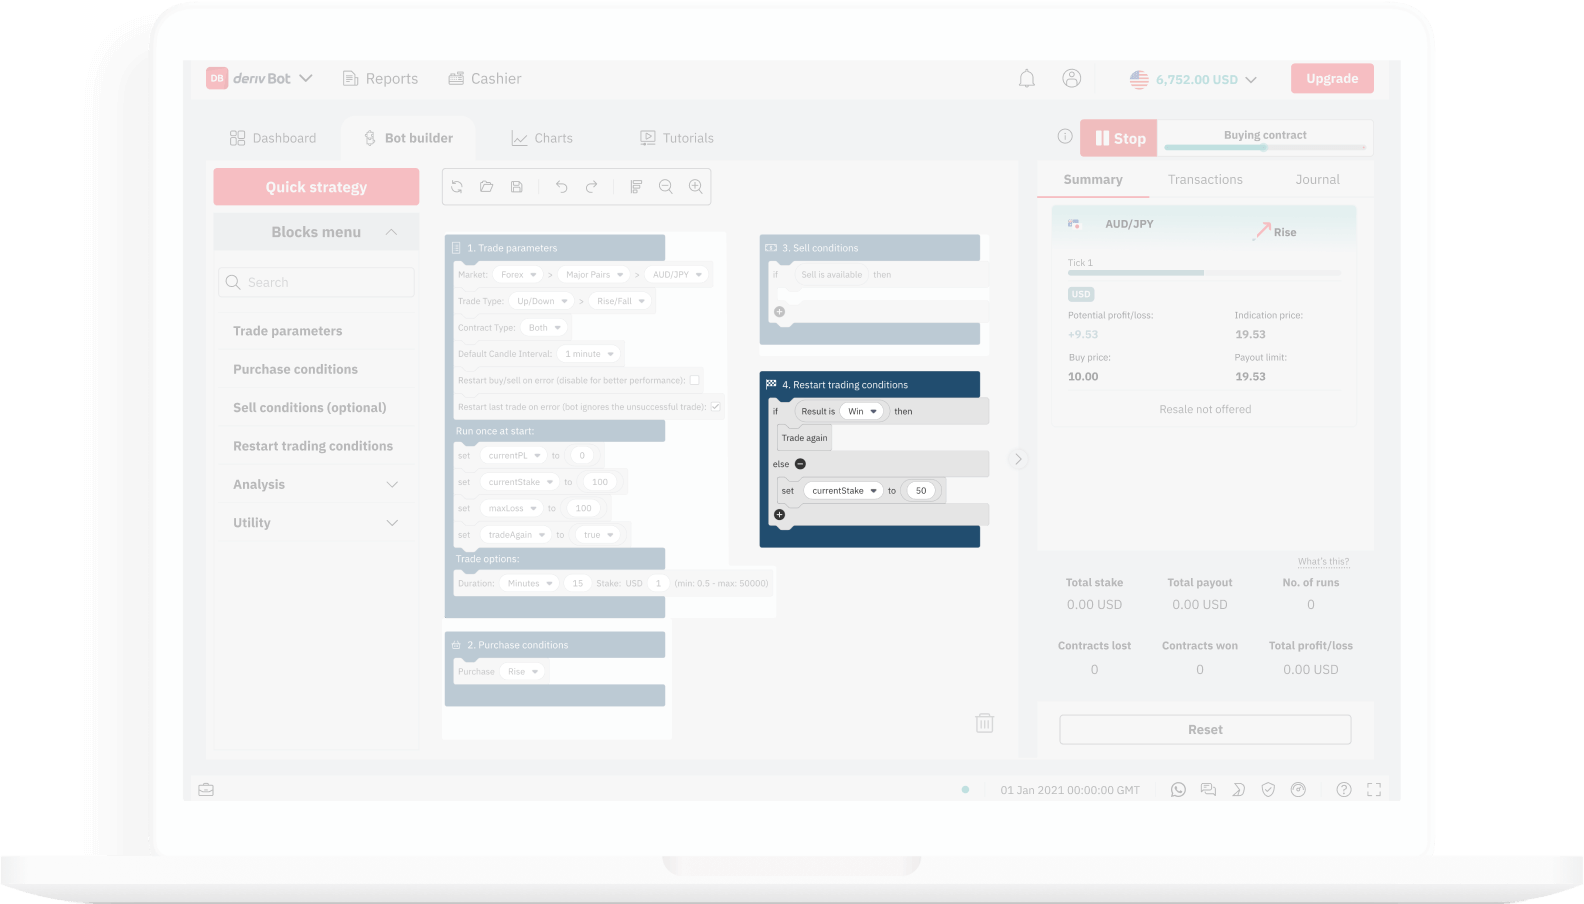 DB deriv Bot Reports Cashier 6,752.00 USD Upgrade
Dashboard Bot builder Charts Tutorials Stop Buying contract
Quick strategy
Blocks menu
Search
Trade parameters
Purchase conditions
Sell conditions (optional)
Restart trading conditions
Analysis
Utility
1. Trade parameters
Market: Forex > Major Pairs > AUD/JPY
Trade Type: Up/Down > Rise/Fall
Contract Type: Both
Default Candle Interval: 1 minute
Restart buy/sell on error (disable for better performance):
Restart last trade on error (bot ignores the unsuccessful trade):
Run once at start:
set currentPL to 0
set currentStake to 100
set maxLoss to 100
set tradeAgain to true
Trade options:
Duration: Minutes 15 Stake: USD 1 (min: 0.5 - max: 50000)
2. Purchase conditions
Purchase Rise
3. Sell conditions
if Sell is available then
4. Restart trading conditions
if Result is Win then
Trade again
else
set currentStake to 50
Summary Transactions Journal
AUD/JPY Rise
Tick 1
USD
Potential profit/loss: Indication price:
+9.53 19.53
Buy price: Payout limit:
10.00 19.53
Resale not offered
What's this?
Total stake Total payout No. of runs
0.00 USD 0.00 USD 0
Contracts lost Contracts won Total profit/loss
0 0 0.00 USD
Reset
01 Jan 2021 00:00:00 GMT